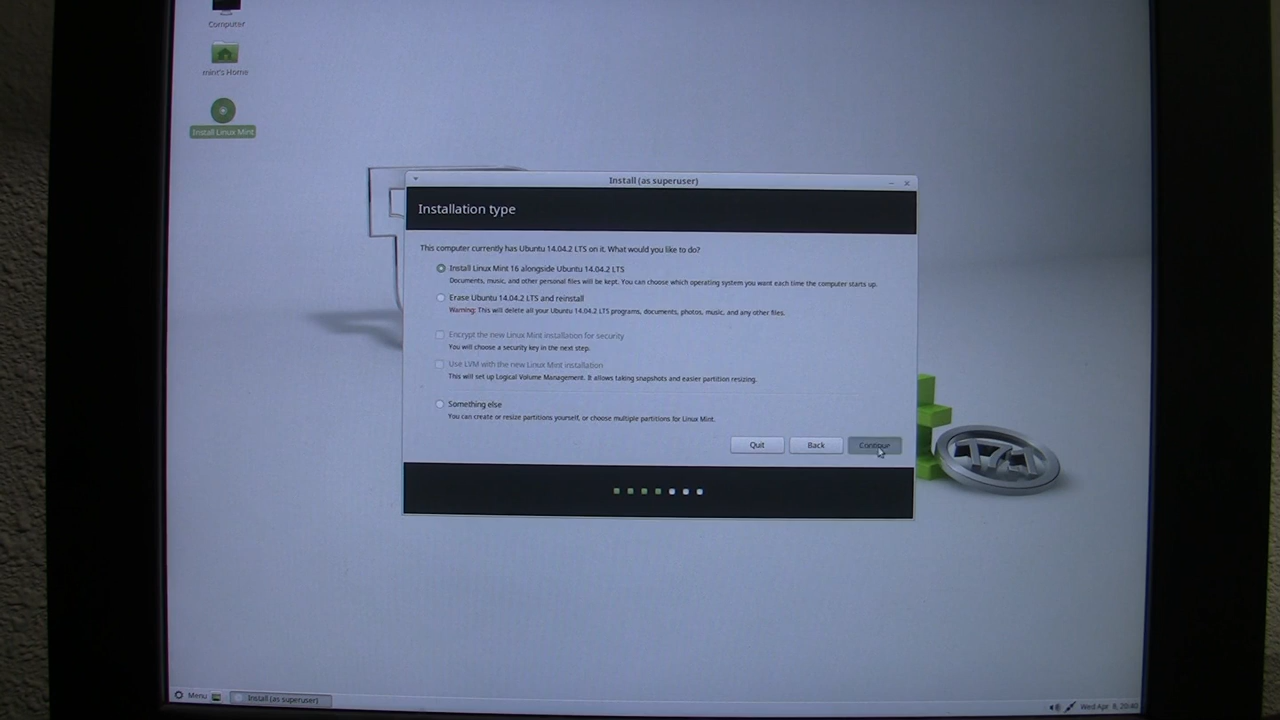 Computer
mint's Home
Install Linux Mint
Install (as superuser)
Installation type
This computer currently has Ubuntu 14.04.2 LTS on it. What would you like to do?
Install Linux Mint 16 alongside Ubuntu 14.04.2 LTS
Documents, music, and other personal files will be kept. You can choose which operating system you want each time the computer starts up.
Erase Ubuntu 14.04.2 LTS and reinstall
Warning: This will delete all your Ubuntu 14.04.2 LTS programs, documents, photos, music, and any other files.
Encrypt the new Linux Mint installation for security
You will choose a security key in the next step.
Use LVM with the new Linux Mint installation
This will set up Logical Volume Management. It allows taking snapshots and easier partition resizing.
Something else
You can create or resize partitions yourself, or choose multiple partitions for Linux Mint.
Quit
Back
Continue
17.1
Menu
Install (as superuser)
Wed Apr 8, 20:40